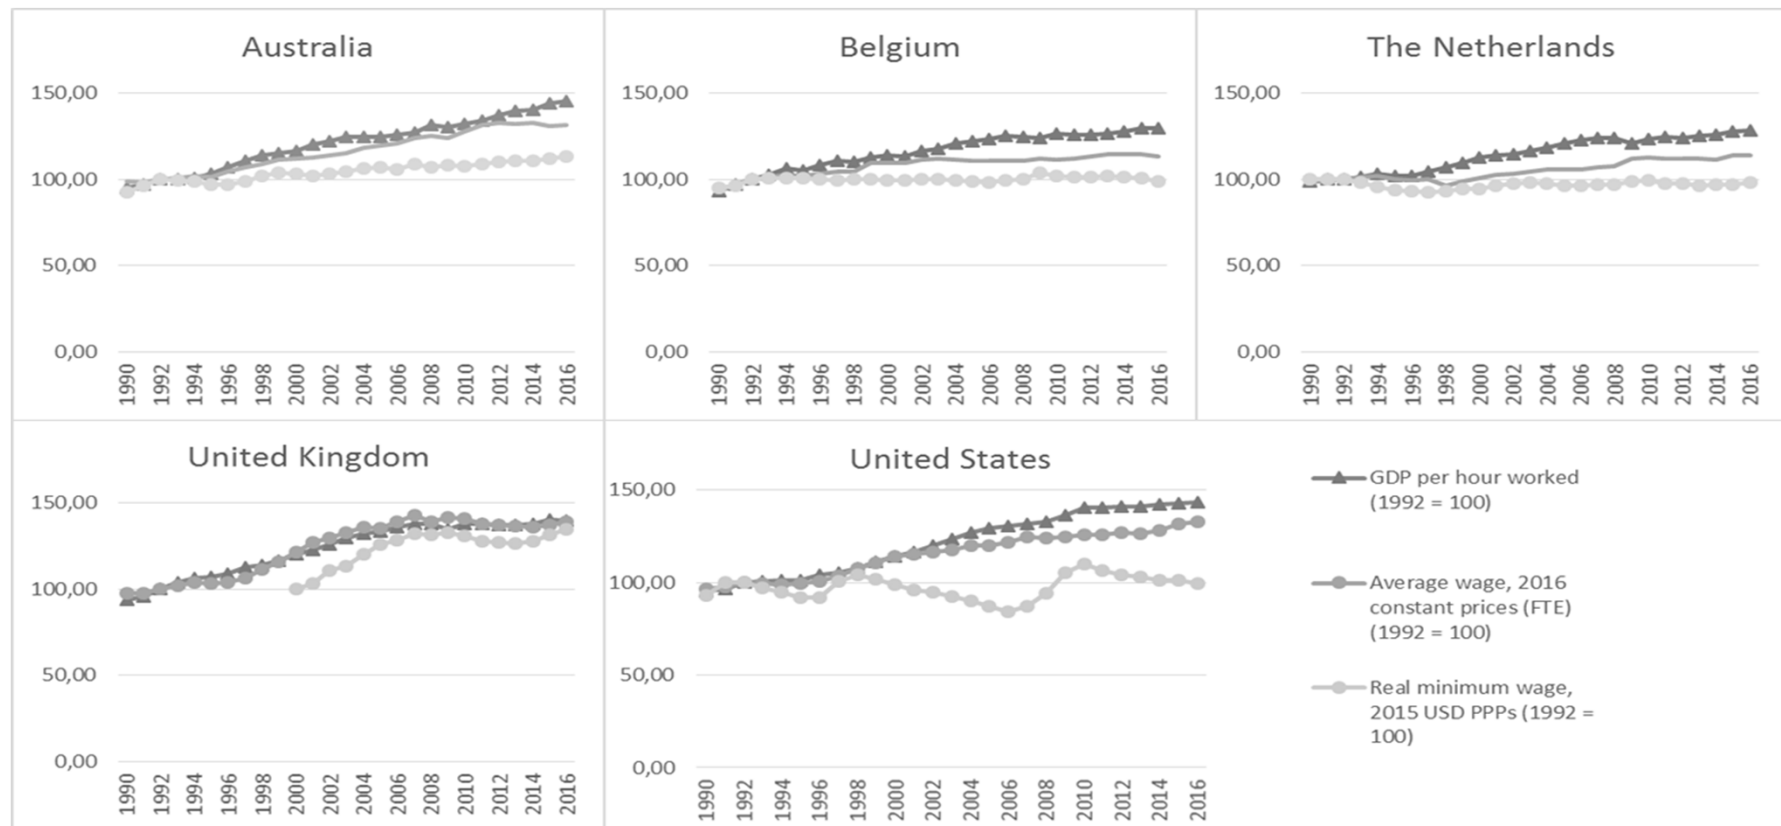 Australia
150,00
100,00
50,00
0,00
1990 1992 1994 1996 1998 2000 2002 2004 2006 2008 2010 2012 2014 2016
Belgium
150,00
100,00
50,00
0,00
1990 1992 1994 1996 1998 2000 2002 2004 2006 2008 2010 2012 2014 2016
The Netherlands
150,00
100,00
50,00
0,00
1990 1992 1994 1996 1998 2000 2002 2004 2006 2008 2010 2012 2014 2016
United Kingdom
150,00
100,00
50,00
0,00
1990 1992 1994 1996 1998 2000 2002 2004 2006 2008 2010 2012 2014 2016
United States
150,00
100,00
50,00
0,00
1990 1992 1994 1996 1998 2000 2002 2004 2006 2008 2010 2012 2014 2016
GDP per hour worked
(1992 = 100)
Average wage, 2016
constant prices (FTE)
(1992 = 100)
Real minimum wage,
2015 USD PPPs (1992 =
100)